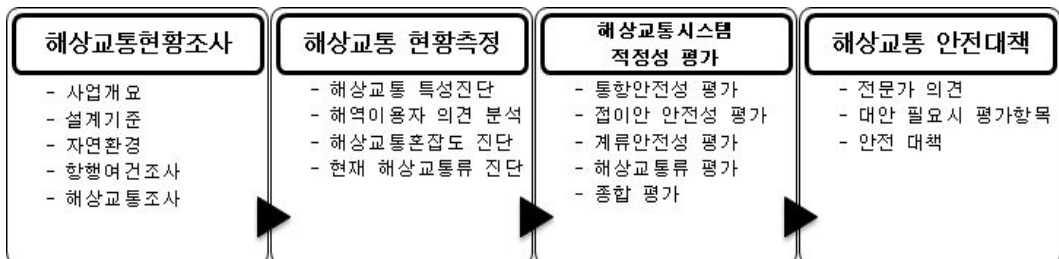 해상교통현황조사
- 사업개요
- 설계기준
- 자연환경
- 항행여건조사
- 해상교통조사
해상교통 현황측정
- 해상교통 특성진단
- 해역이용자 의견 분석
- 해상교통혼잡도 진단
- 현재 해상교통류 진단
해상교통시스템
적정성 평가
- 통항안전성 평가
- 접이안 안전성 평가
- 계류안전성 평가
- 해상교통류 평가
- 종합 평가
해상교통 안전대책
- 전문가 의견
- 대안 필요시 평가항목
- 안전 대책